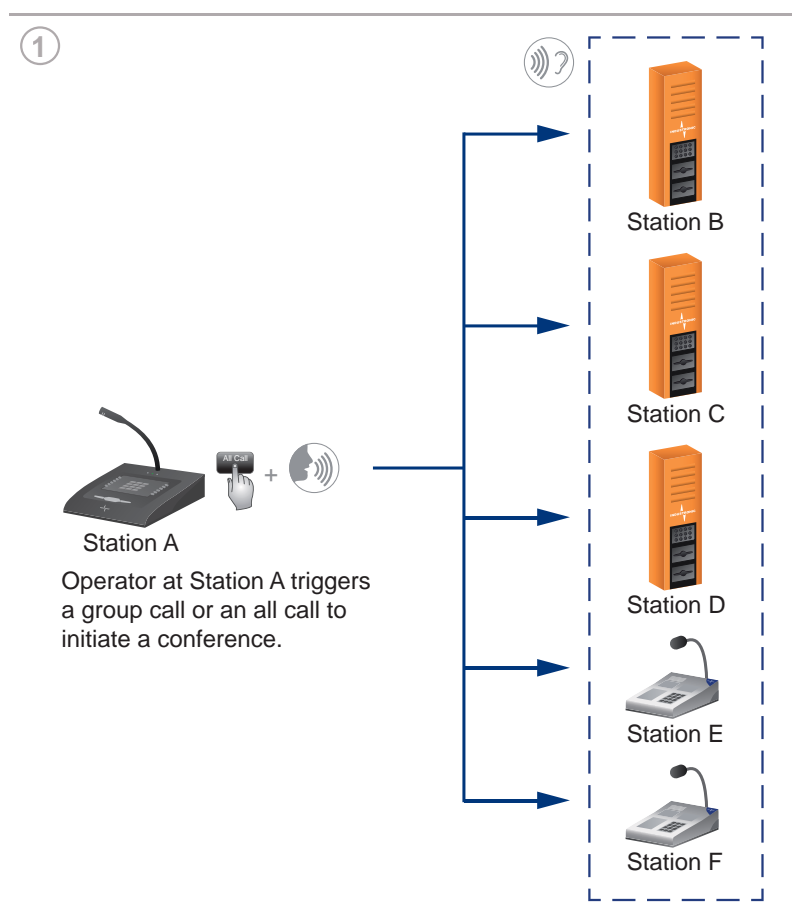 1
Station B
Station C
All Call
+
Station A
Operator at Station A triggers
a group call or an all call to
initiate a conference.
Station D
Station E
Station F